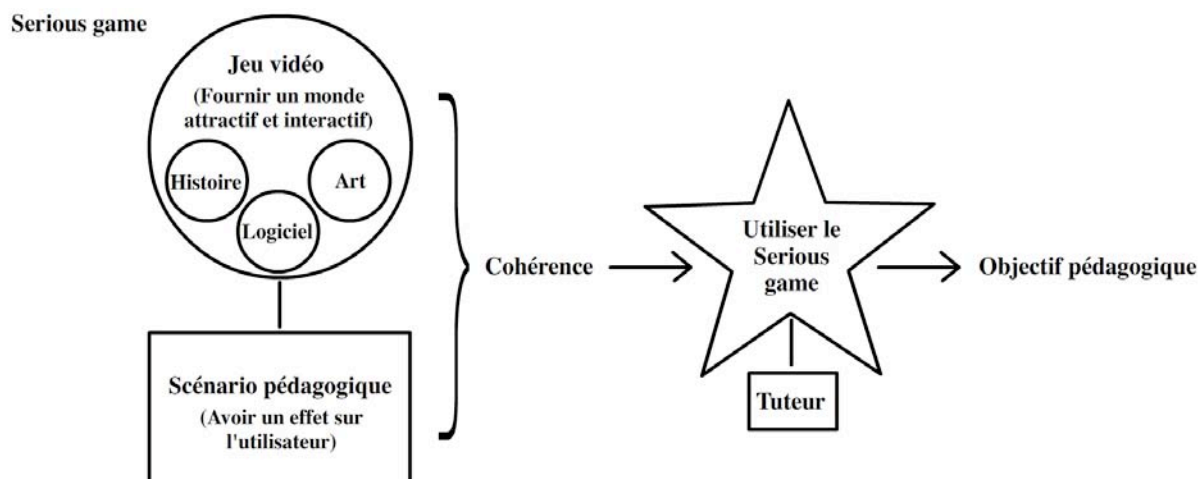 Serious game
Jeu vidéo
(Fournir un monde
attractif et interactif)
Histoire
Art
Logiciel
Scénario pédagogique
(Avoir un effet sur
l'utilisateur)
Cohérence
Utiliser le
Serious
game
Tuteur
Objectif pédagogique